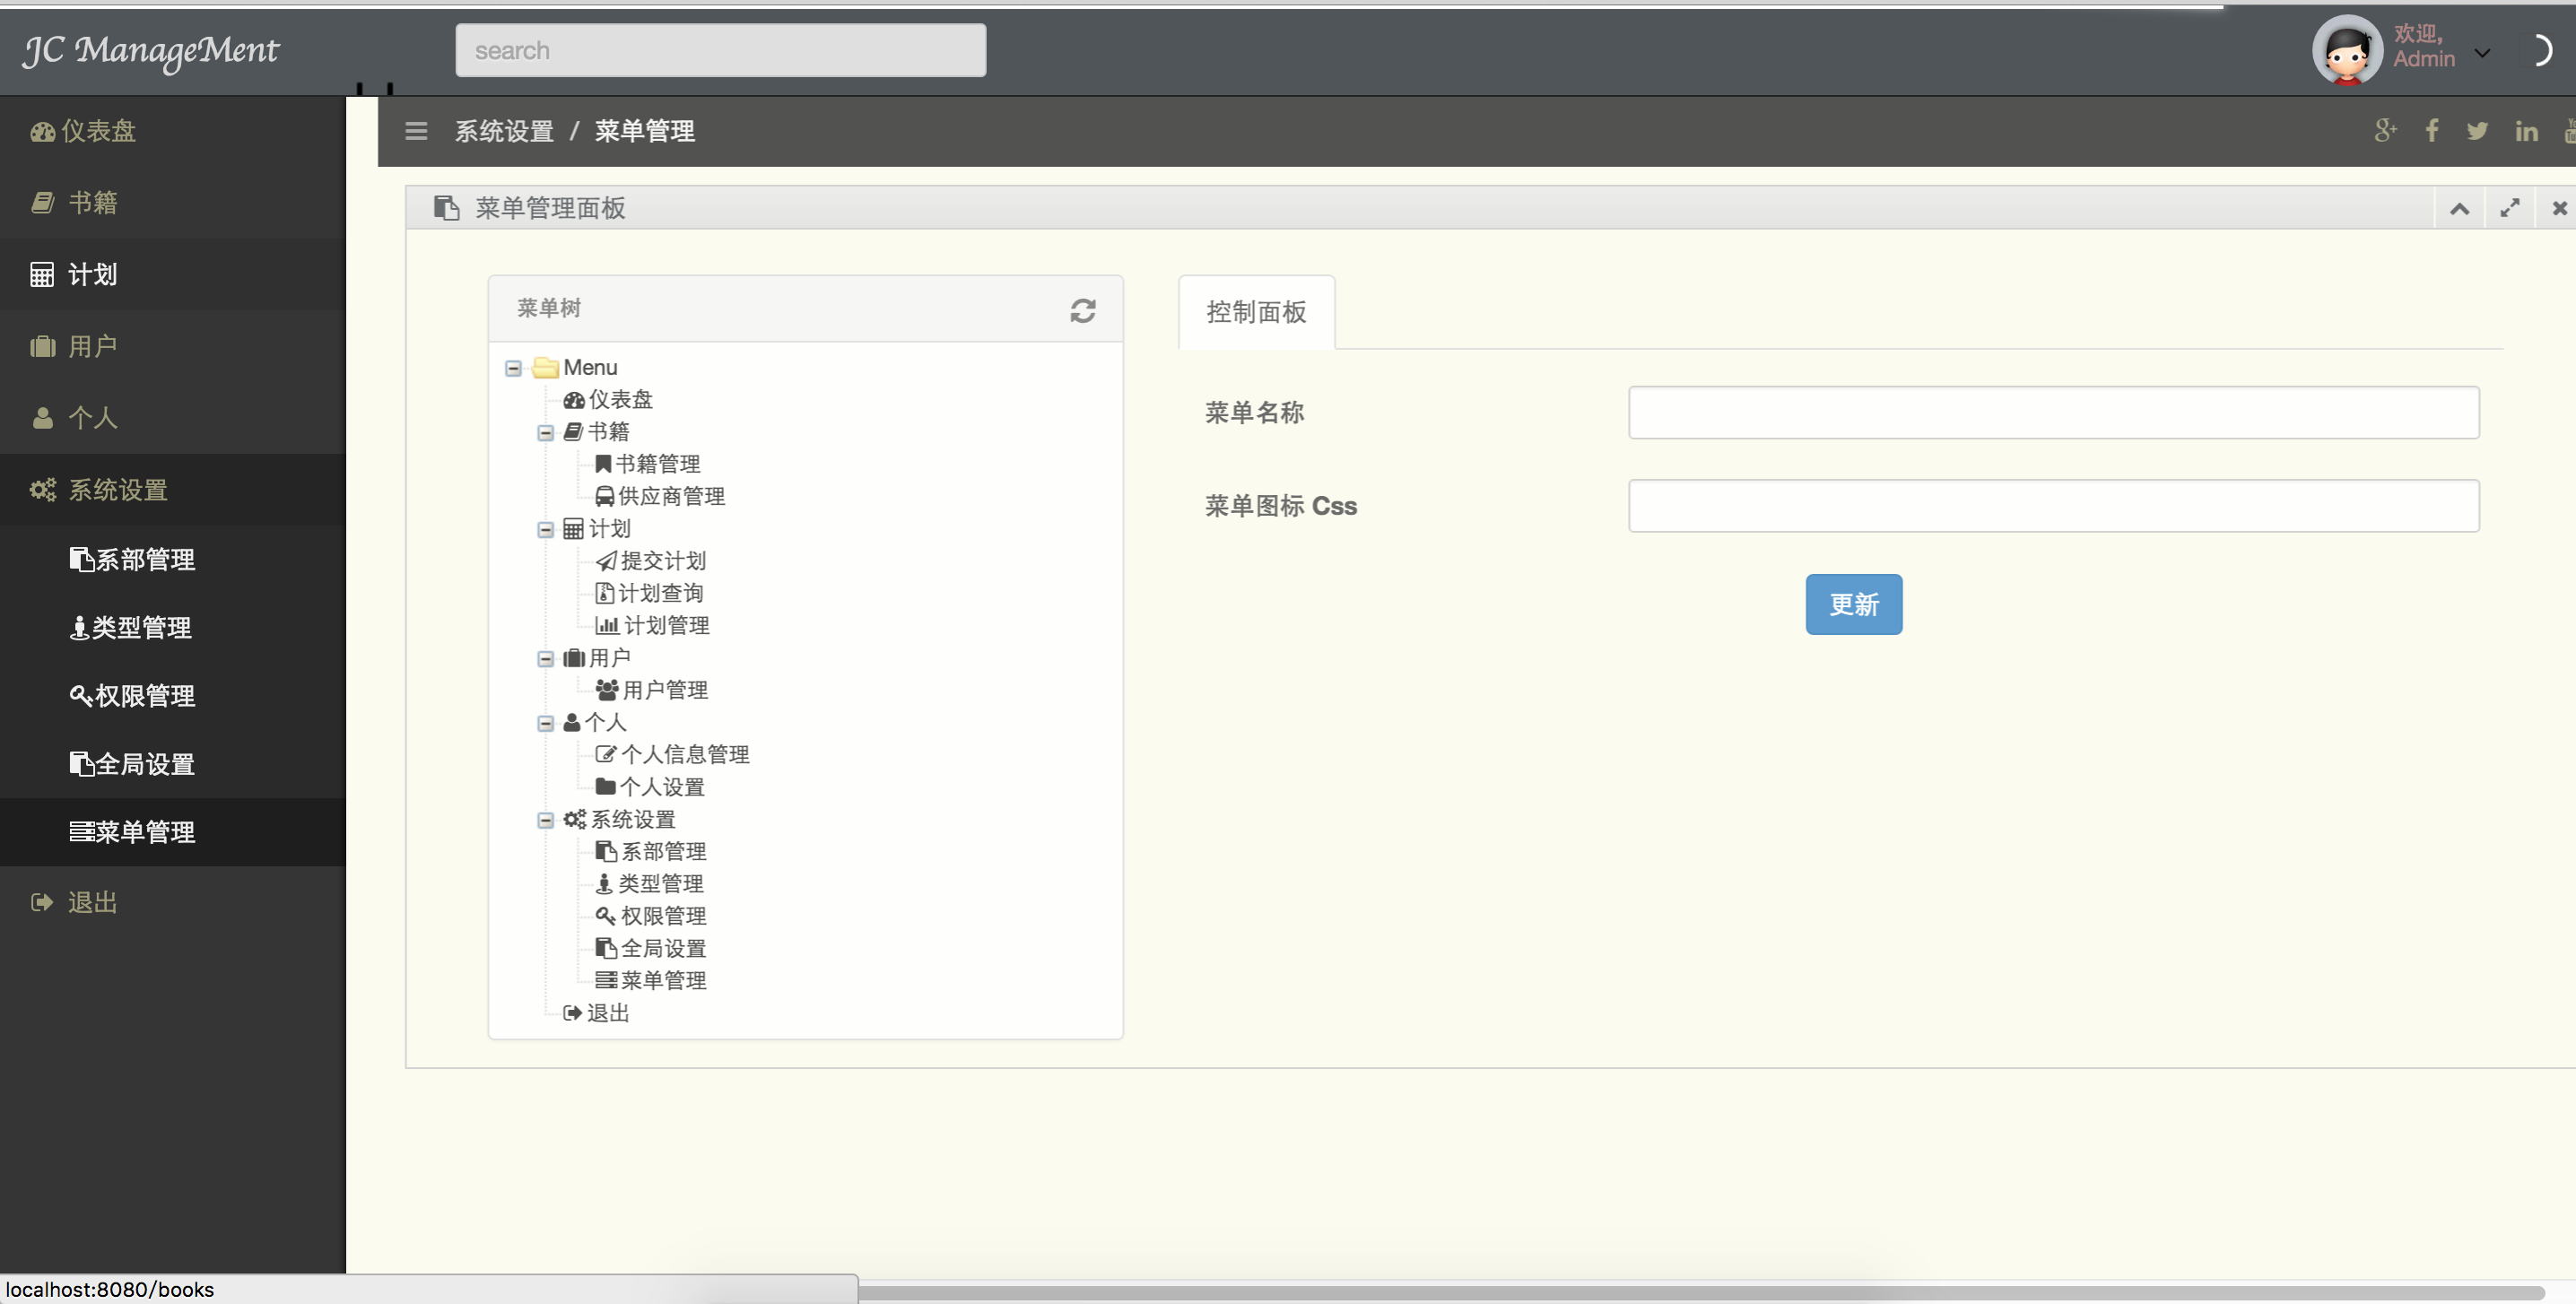 JC ManageMent
search
欢迎,
Admin
仪表盘
书籍
计划
用户
个人
系统设置
系部管理
类型管理
权限管理
全局设置
菜单管理
退出
系统设置 / 菜单管理
菜单管理面板
菜单树
Menu
仪表盘
书籍
书籍管理
供应商管理
计划
提交计划
计划查询
计划管理
用户
用户管理
个人
个人信息管理
个人设置
系统设置
系部管理
类型管理
权限管理
全局设置
菜单管理
退出
控制面板
菜单名称
菜单图标 Css
更新
localhost:8080/books